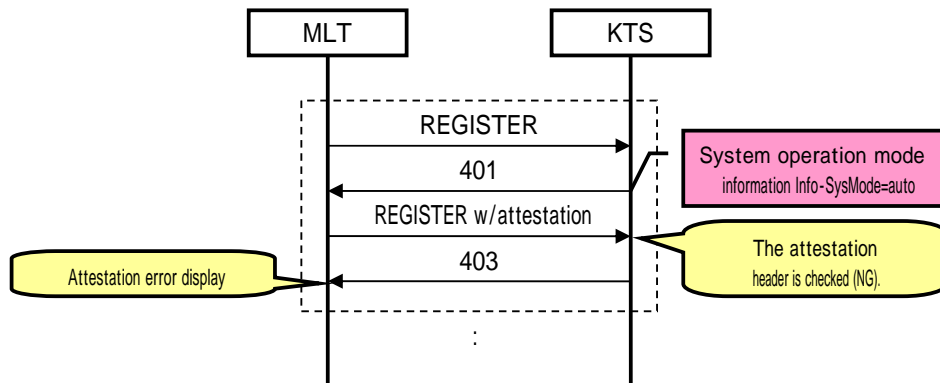 MLT
KTS
REGISTER
401
System operation mode
information Info-SysMode=auto
REGISTER w/attestation
The attestation
header is checked (NG).
403
Attestation error display
: